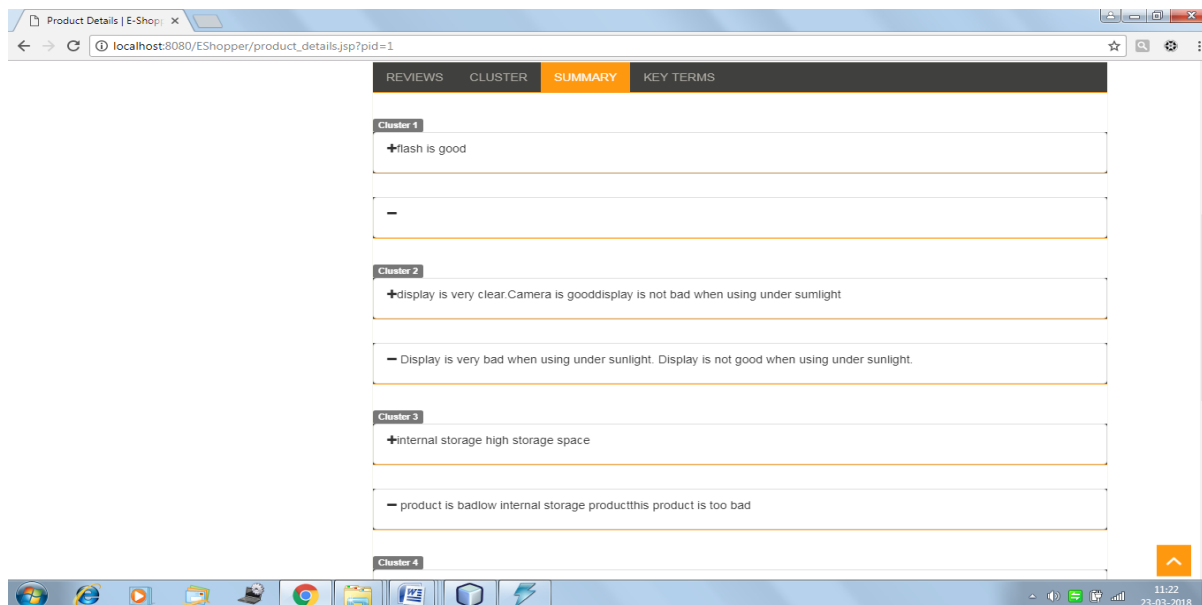 Product Details | E-Shop
localhost:8080/EShopper/product_details.jsp?pid=1
REVIEWS CLUSTER SUMMARY KEY TERMS
Cluster 1
+flash is good
−
Cluster 2
+display is very clear.Camera is gooddisplay is not bad when using under sumlight
− Display is very bad when using under sunlight. Display is not good when using under sunlight.
Cluster 3
+internal storage high storage space
− product is badlow internal storage productthis product is too bad
Cluster 4
11:22
23-03-2018